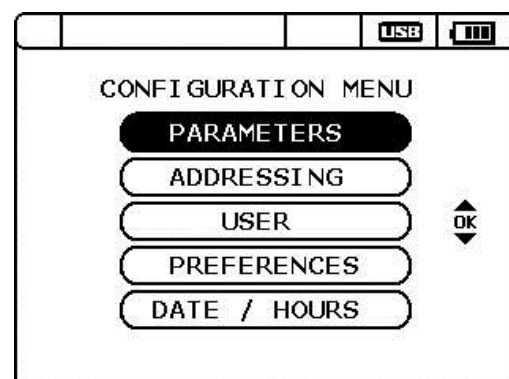 USB
CONFIGURATION MENU
PARAMETERS
ADDRESSING
USER
OK
PREFERENCES
DATE / HOURS